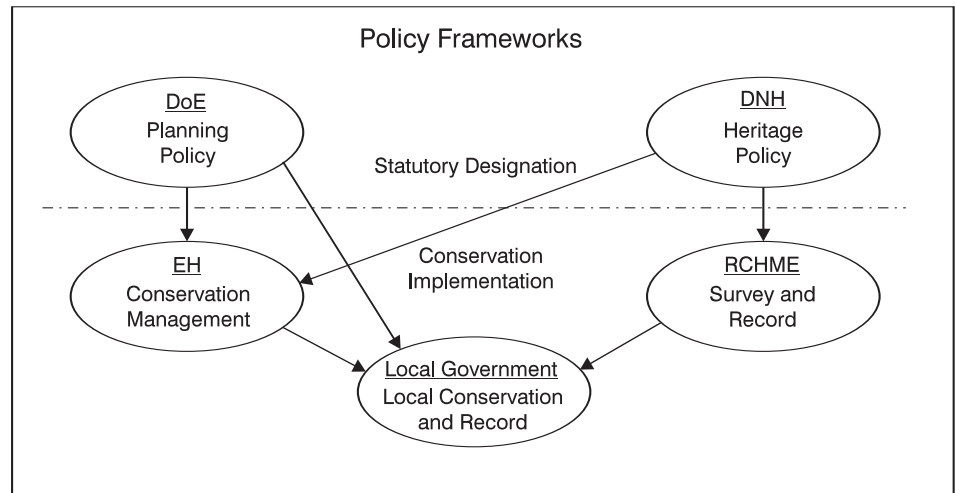 Policy Frameworks
DoE
Planning
Policy
DNH
Heritage
Policy
Statutory Designation
EH
Conservation
Management
Conservation
Implementation
RCHME
Survey and
Record
Local Government
Local Conservation
and Record